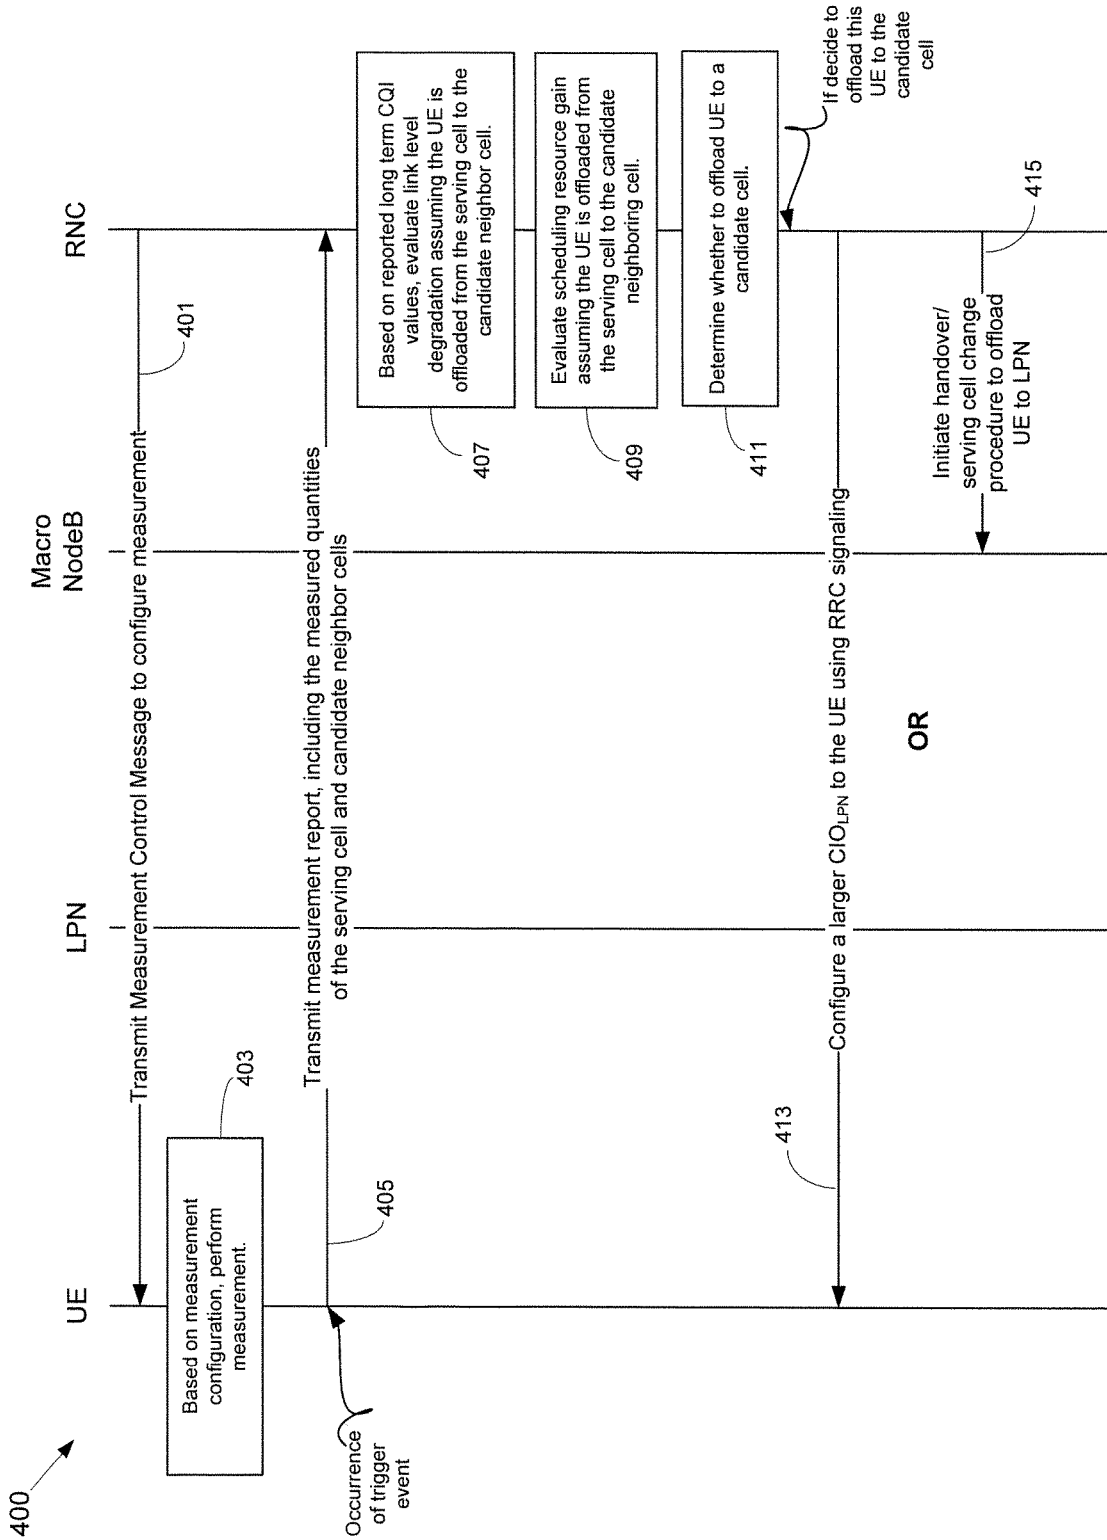 400
UE
LPN
Macro
NodeB
RNC
Transmit Measurement Control Message to configure measurement
401
Based on measurement
configuration, perform
measurement.
403
Occurrence
of trigger
event
405
Transmit measurement report, including the measured quantities
of the serving cell and candidate neighbor cells
Based on reported long term CQI
values, evaluate link level
degradation assuming the UE is
offloaded from the serving cell to the
candidate neighbor cell.
407
Evaluate scheduling resource gain
assuming the UE is offloaded from
the serving cell to the candidate
neighboring cell.
409
Determine whether to offload UE to a
candidate cell.
411
If decide to
offload this
UE to the
candidate
cell
413
Configure a larger CIOLPN to the UE using RRC signaling
OR
Initiate handover/
serving cell change
procedure to offload
UE to LPN
415